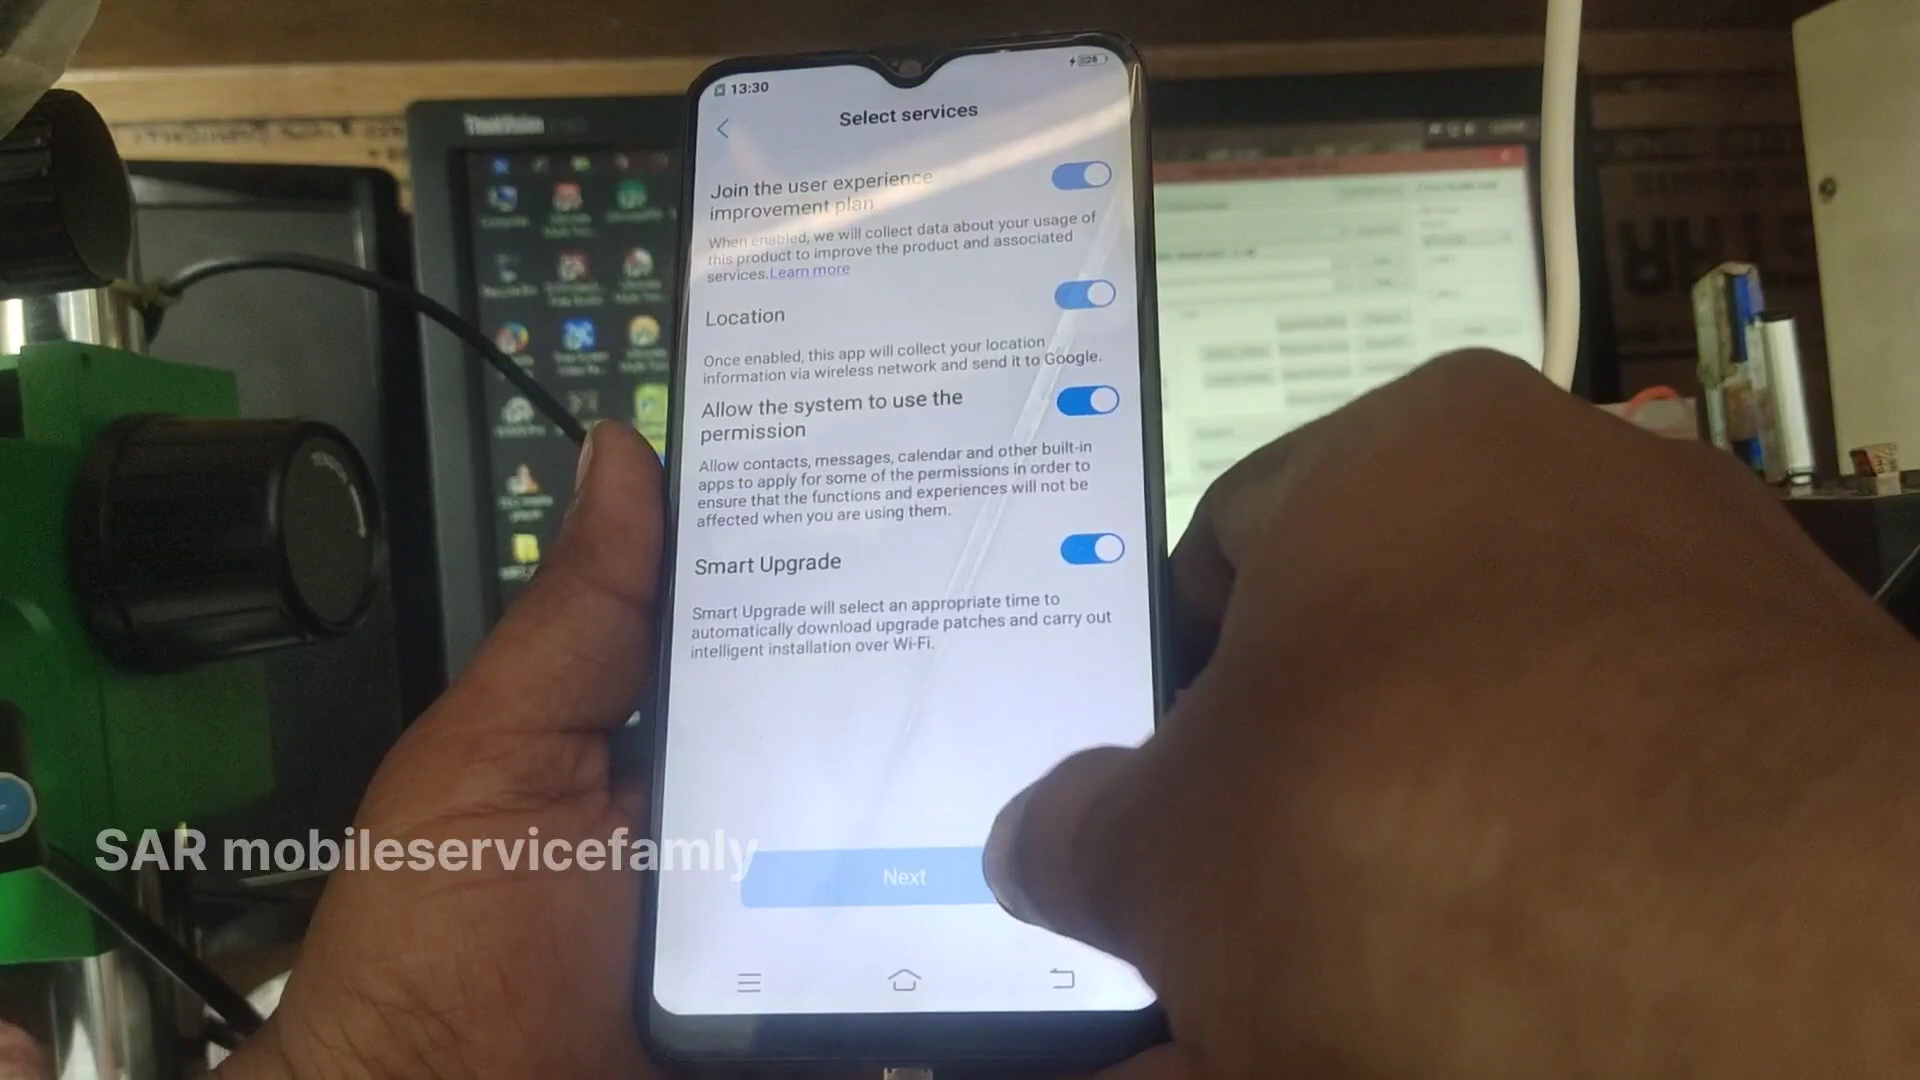 ThinkVision
13:30
28
Select services
Join the user experience
improvement plan
When enabled, we will collect data about your usage of
this product to improve the product and associated
services.Learn more
Location
Once enabled, this app will collect your location
information via wireless network and send it to Google.
Allow the system to use the
permission
Allow contacts, messages, calendar and other built-in
apps to apply for some of the permissions in order to
ensure that the functions and experiences will not be
affected when you are using them.
Smart Upgrade
Smart Upgrade will select an appropriate time to
automatically download upgrade patches and carry out
intelligent installation over Wi-Fi.
SAR mobileservicefamly
Next